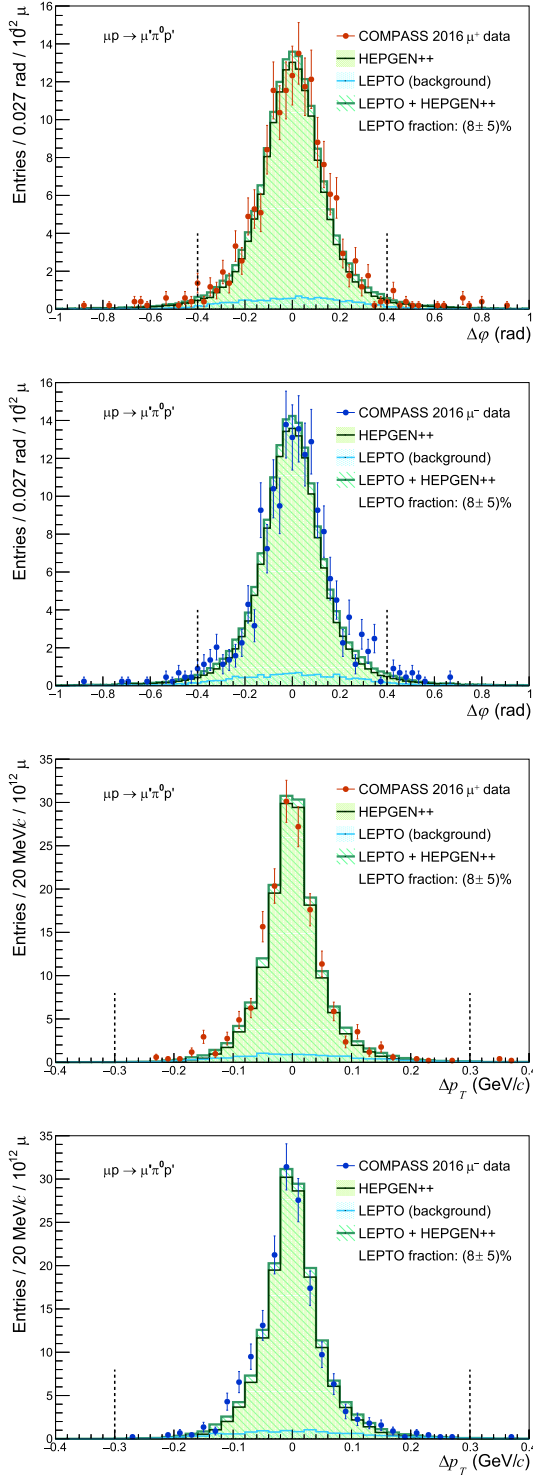 Entries / 0.027 rad / 10¹² μ
μp → μ'π⁰p'
COMPASS 2016 μ⁺ data
HEPGEN++
LEPTO (background)
LEPTO + HEPGEN++
LEPTO fraction: (8± 5)%
14
12
10
8
6
4
2
0
−1 −0.8 −0.6 −0.4 −0.2 0 0.2 0.4 0.6 0.8 1
Δφ (rad)
Entries / 0.027 rad / 10¹² μ
μp → μ'π⁰p'
COMPASS 2016 μ⁻ data
HEPGEN++
LEPTO (background)
LEPTO + HEPGEN++
LEPTO fraction: (8± 5)%
16
14
12
10
8
6
4
2
0
−1 −0.8 −0.6 −0.4 −0.2 0 0.2 0.4 0.6 0.8 1
Δφ (rad)
Entries / 20 MeV/c / 10¹² μ
μp → μ'π⁰p'
COMPASS 2016 μ⁺ data
HEPGEN++
LEPTO (background)
LEPTO + HEPGEN++
LEPTO fraction: (8± 5)%
35
30
25
20
15
10
5
0
−0.4 −0.3 −0.2 −0.1 0 0.1 0.2 0.3 0.4
Δp_T (GeV/c)
Entries / 20 MeV/c / 10¹² μ
μp → μ'π⁰p'
COMPASS 2016 μ⁻ data
HEPGEN++
LEPTO (background)
LEPTO + HEPGEN++
LEPTO fraction: (8± 5)%
35
30
25
20
15
10
5
0
−0.4 −0.3 −0.2 −0.1 0 0.1 0.2 0.3 0.4
Δp_T (GeV/c)